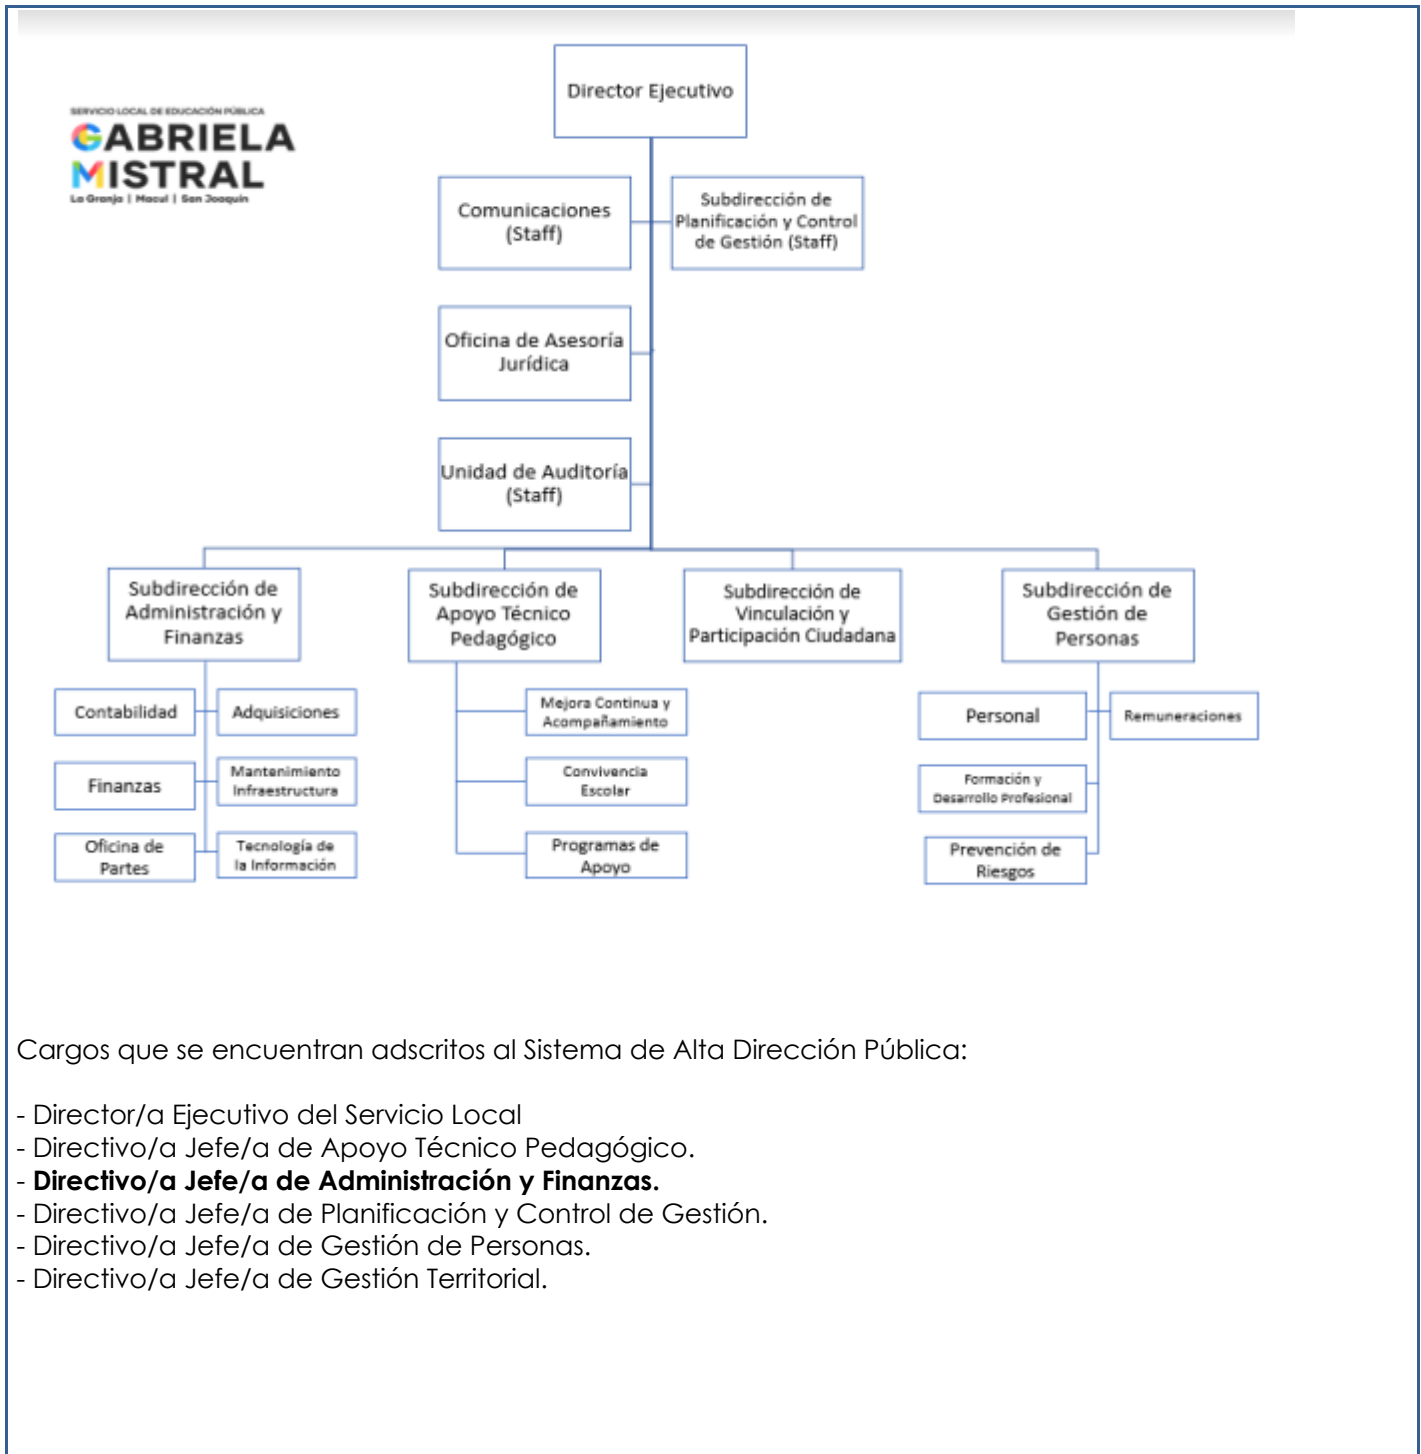 SERVICIO LOCAL DE EDUCACIÓN PÚBLICA
GABRIELA
MISTRAL
La Granja | Macul | San Joaquín
Director Ejecutivo
Comunicaciones
(Staff)
Subdirección de
Planificación y Control
de Gestión (Staff)
Oficina de Asesoría
Jurídica
Unidad de Auditoría
(Staff)
Subdirección de
Administración y
Finanzas
Subdirección de
Apoyo Técnico
Pedagógico
Subdirección de
Vinculación y
Participación Ciudadana
Subdirección de
Gestión de
Personas
Contabilidad
Adquisiciones
Finanzas
Mantenimiento
Infraestructura
Oficina de
Partes
Tecnología de
la Información
Mejora Continua y
Acompañamiento
Convivencia
Escolar
Programas de
Apoyo
Personal
Remuneraciones
Formación y
Desarrollo Profesional
Prevención de
Riesgos
Cargos que se encuentran adscritos al Sistema de Alta Dirección Pública:
- Director/a Ejecutivo del Servicio Local
- Directivo/a Jefe/a de Apoyo Técnico Pedagógico.
- Directivo/a Jefe/a de Administración y Finanzas.
- Directivo/a Jefe/a de Planificación y Control de Gestión.
- Directivo/a Jefe/a de Gestión de Personas.
- Directivo/a Jefe/a de Gestión Territorial.